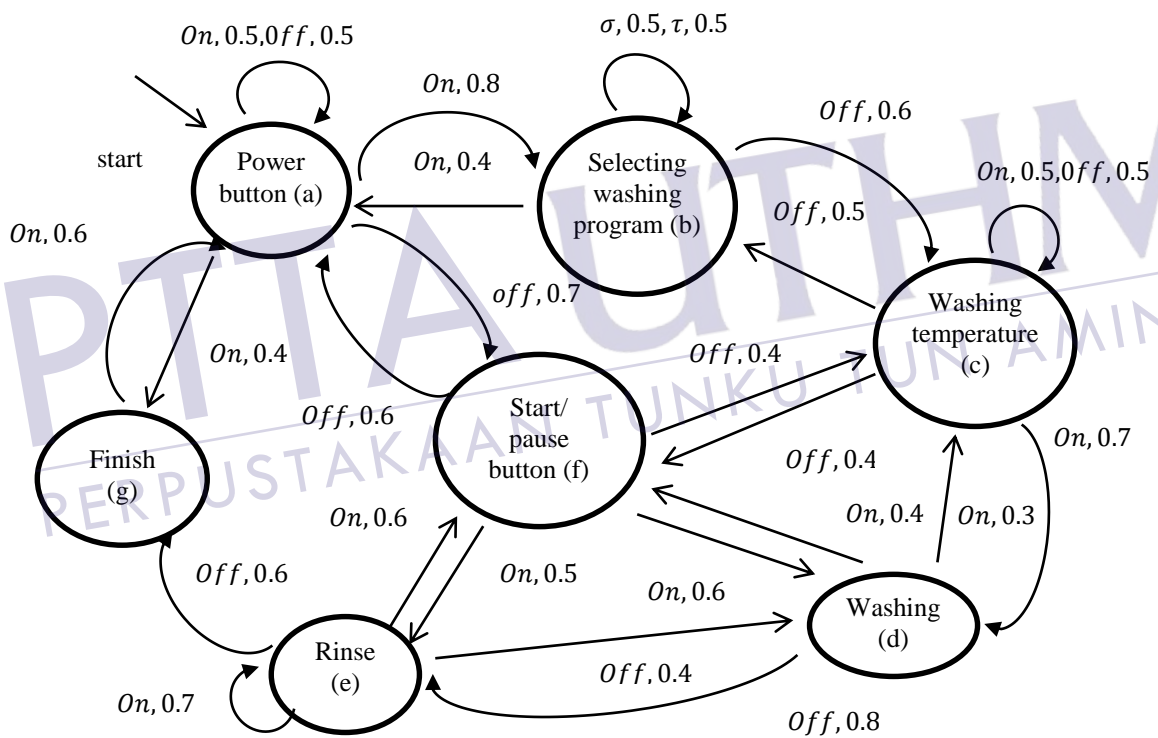 𝑂𝑛, 0.5,0𝑓𝑓, 0.5
𝜎, 0.5, 𝜏, 0.5
𝑂𝑛, 0.8
𝑂𝑓𝑓, 0.6
start
Power
button (a)
𝑂𝑛, 0.4
Selecting
washing
program (b)
𝑂𝑛, 0.5,0𝑓𝑓, 0.5
𝑂𝑓𝑓, 0.5
𝑂𝑛, 0.6
𝑜𝑓𝑓, 0.7
Washing
temperature
(c)
𝑂𝑛, 0.4
𝑂𝑓𝑓, 0.4
𝑂𝑓𝑓, 0.6
Start/
pause
button (f)
Finish
(g)
𝑂𝑓𝑓, 0.4
𝑂𝑛, 0.7
𝑂𝑛, 0.6
𝑂𝑛, 0.4
𝑂𝑛, 0.3
𝑂𝑓𝑓, 0.6
𝑂𝑛, 0.5
𝑂𝑛, 0.6
Washing
(d)
Rinse
(e)
𝑂𝑓𝑓, 0.4
𝑂𝑛, 0.7
𝑂𝑓𝑓, 0.8
PTTA UTHM
PERPUSTAKAAN TUNKU TUN AMIN